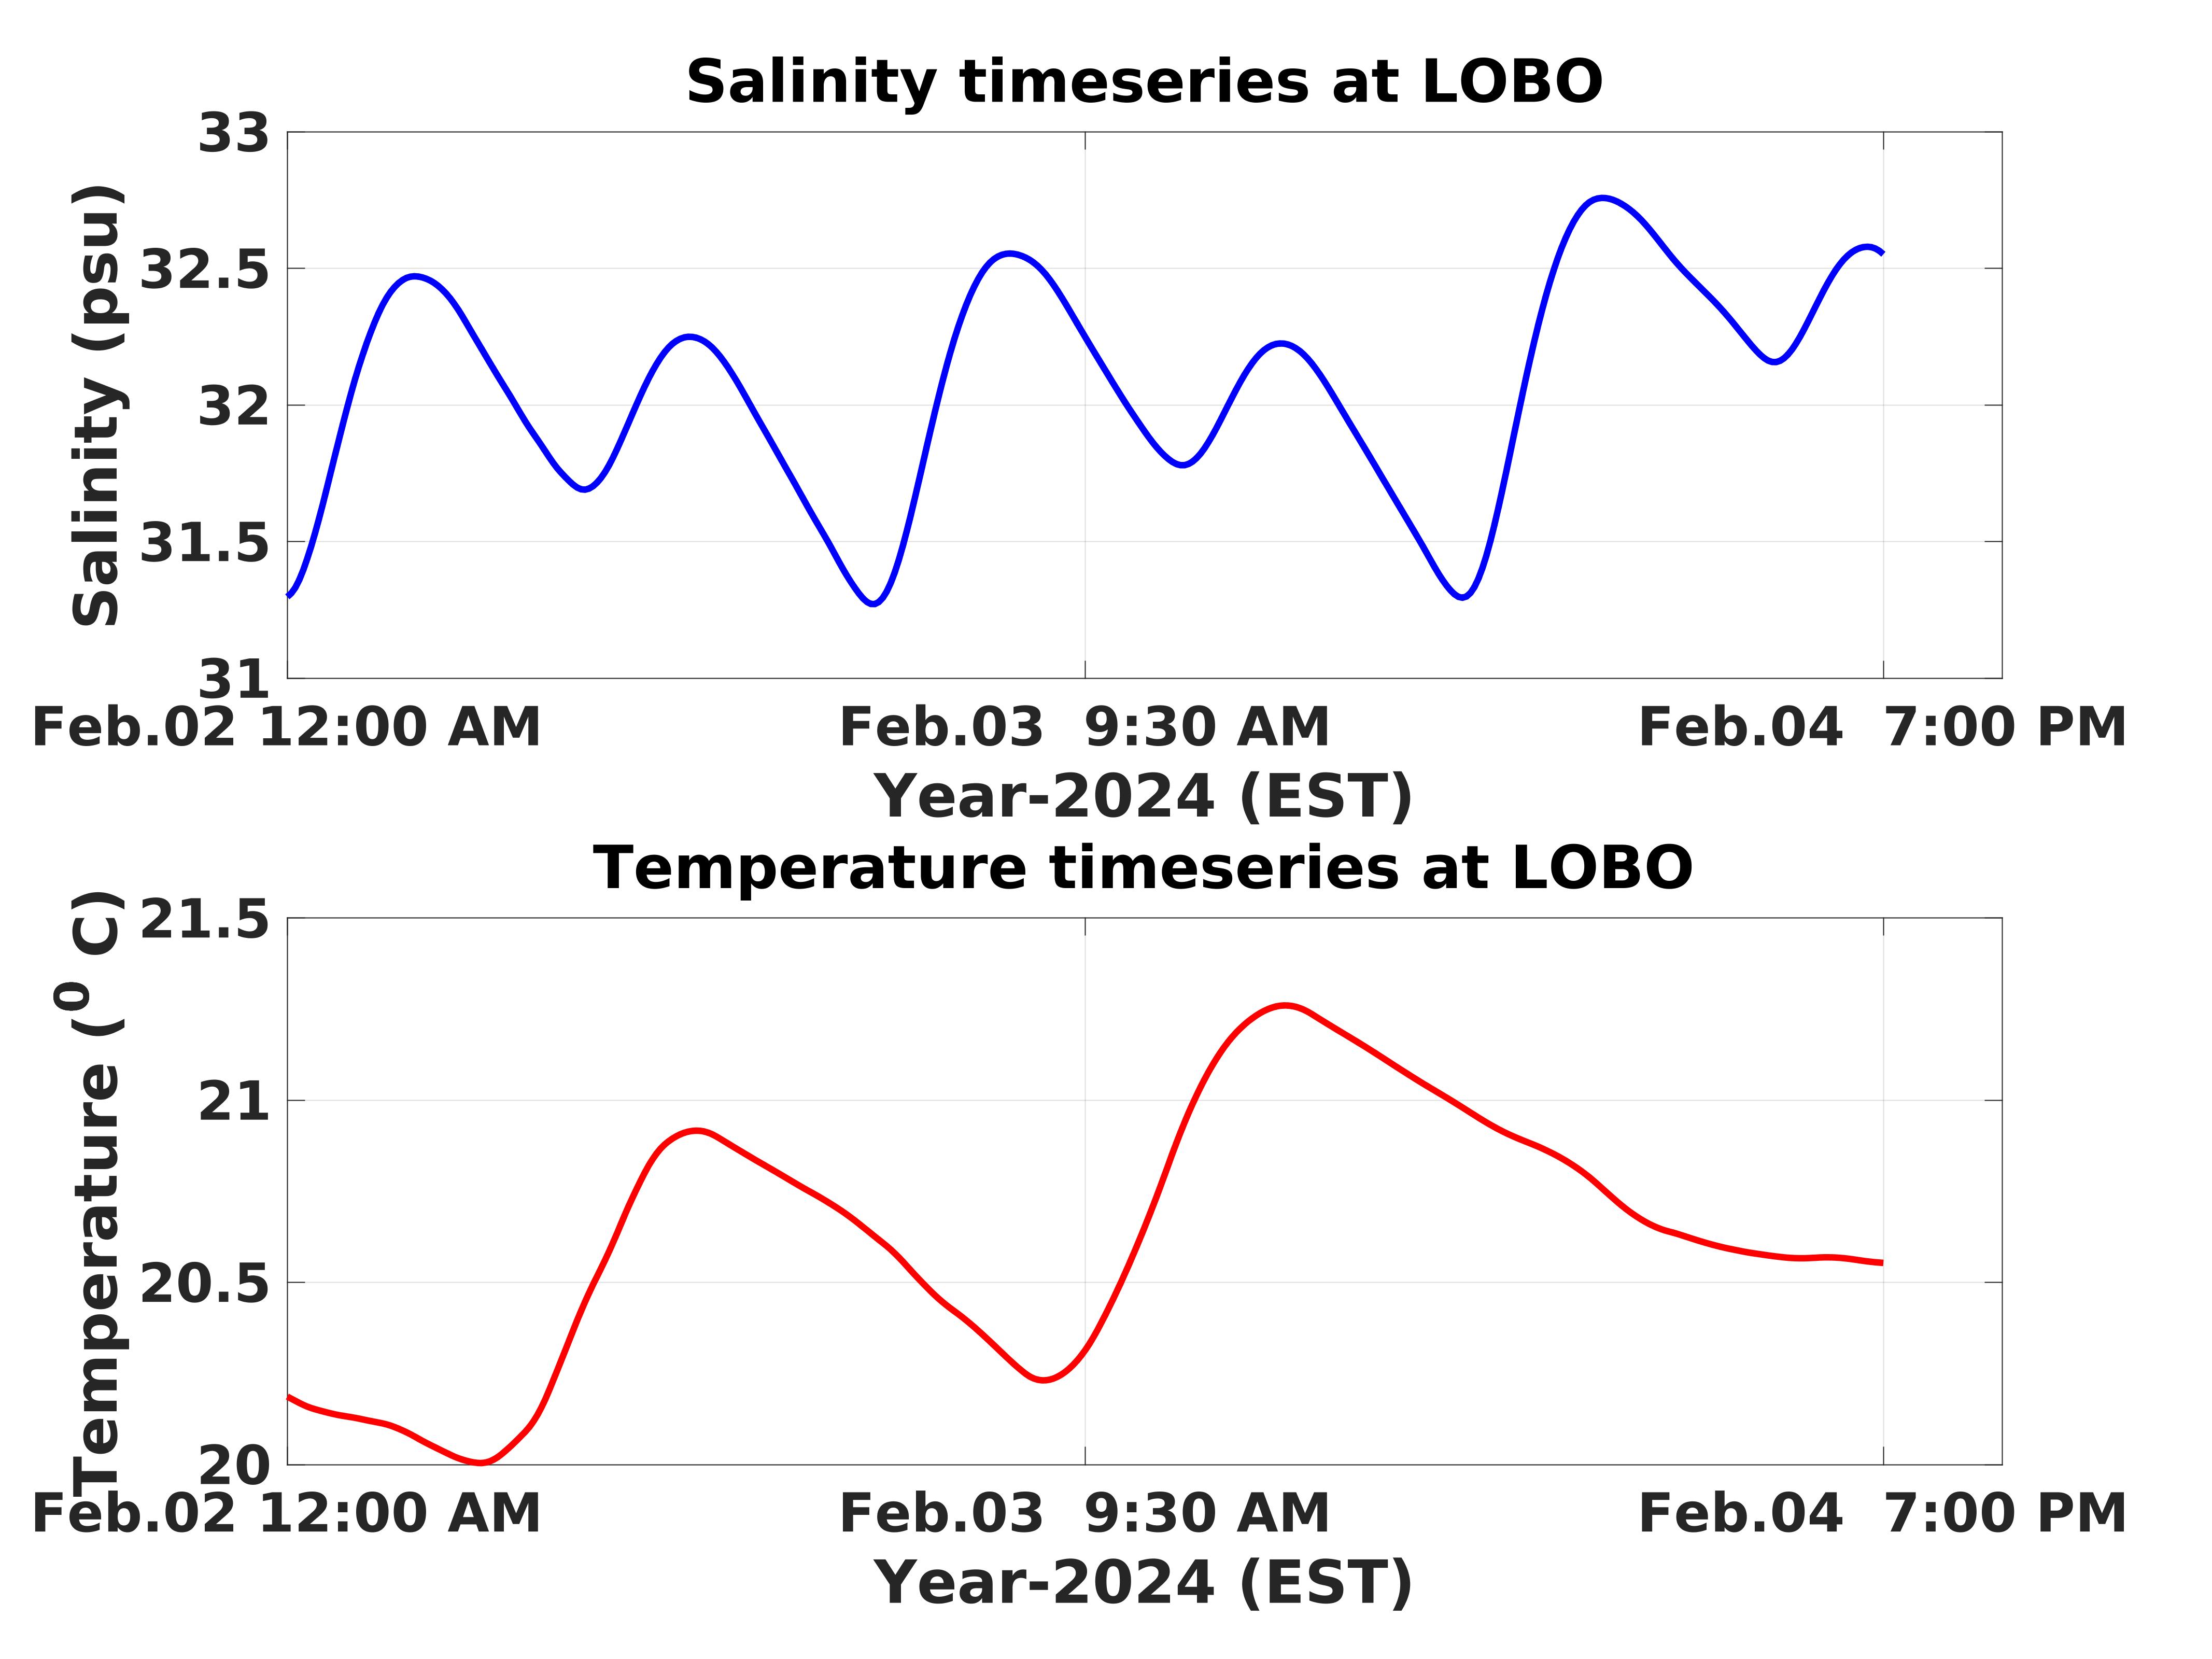 Salinity timeseries at LOBO
Salinity (psu)
33
32.5
32
31.5
31
Feb.02 12:00 AM
Feb.03  9:30 AM
Feb.04  7:00 PM
Year-2024 (EST)
Temperature timeseries at LOBO
Temperature (⁰ C)
21.5
21
20.5
20
Feb.02 12:00 AM
Feb.03  9:30 AM
Feb.04  7:00 PM
Year-2024 (EST)